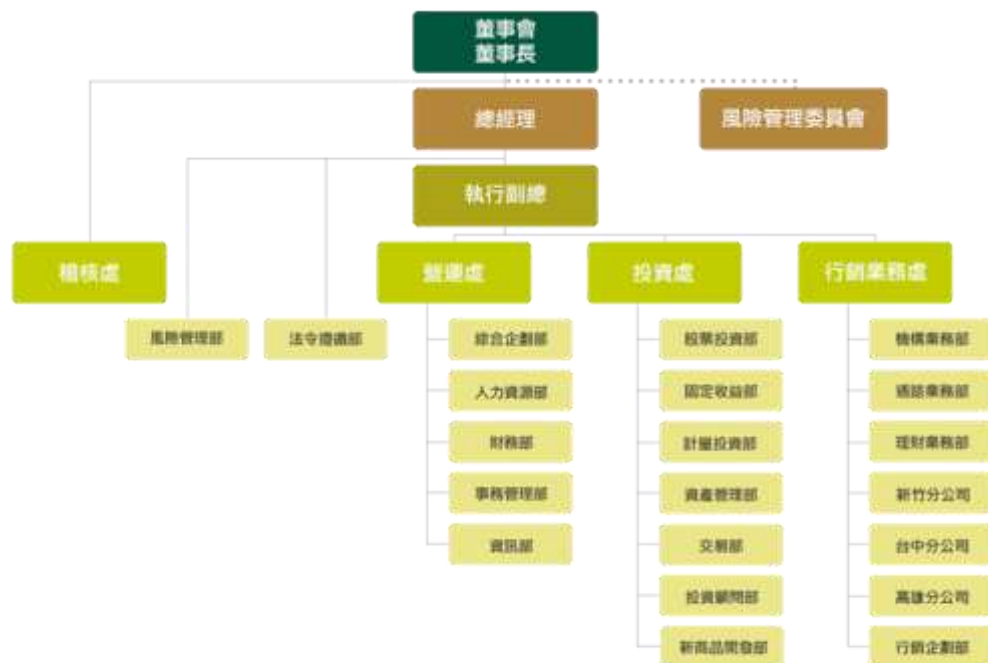 董事會
董事長
總經理
風險管理委員會
執行副總
稽核處
營運處
投資處
行銷業務處
風險管理部
法令遵循部
綜合企劃部
人力資源部
財務部
事務管理部
資訊部
股票投資部
固定收益部
計量投資部
資產管理部
交易部
投資顧問部
新商品開發部
機構業務部
通路業務部
理財業務部
新竹分公司
台中分公司
高雄分公司
行銷企劃部